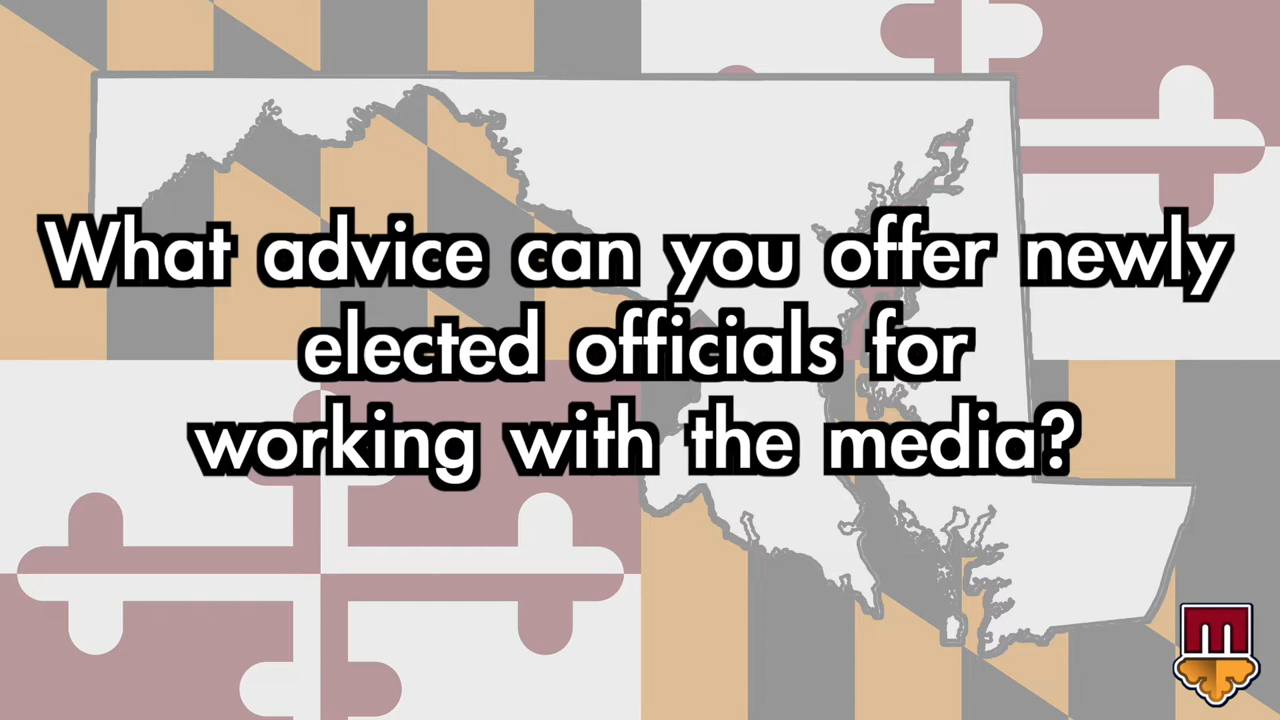 What advice can you offer newly
elected officials for
working with the media?
m